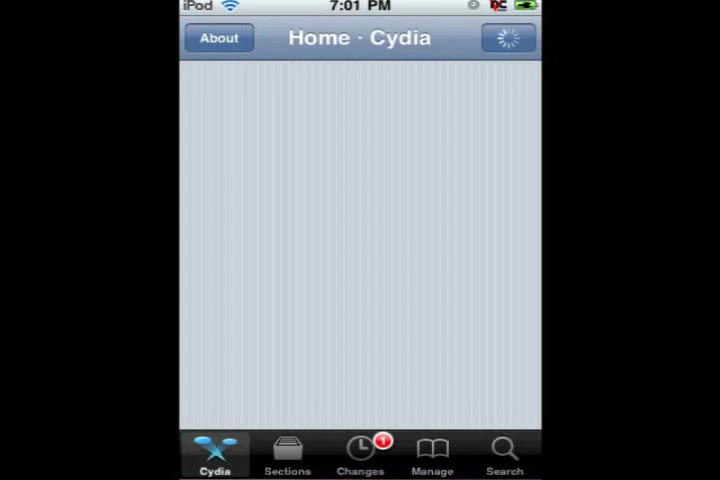 iPod 7:01 PM
About Home · Cydia
1
Cydia Sections Changes Manage Search